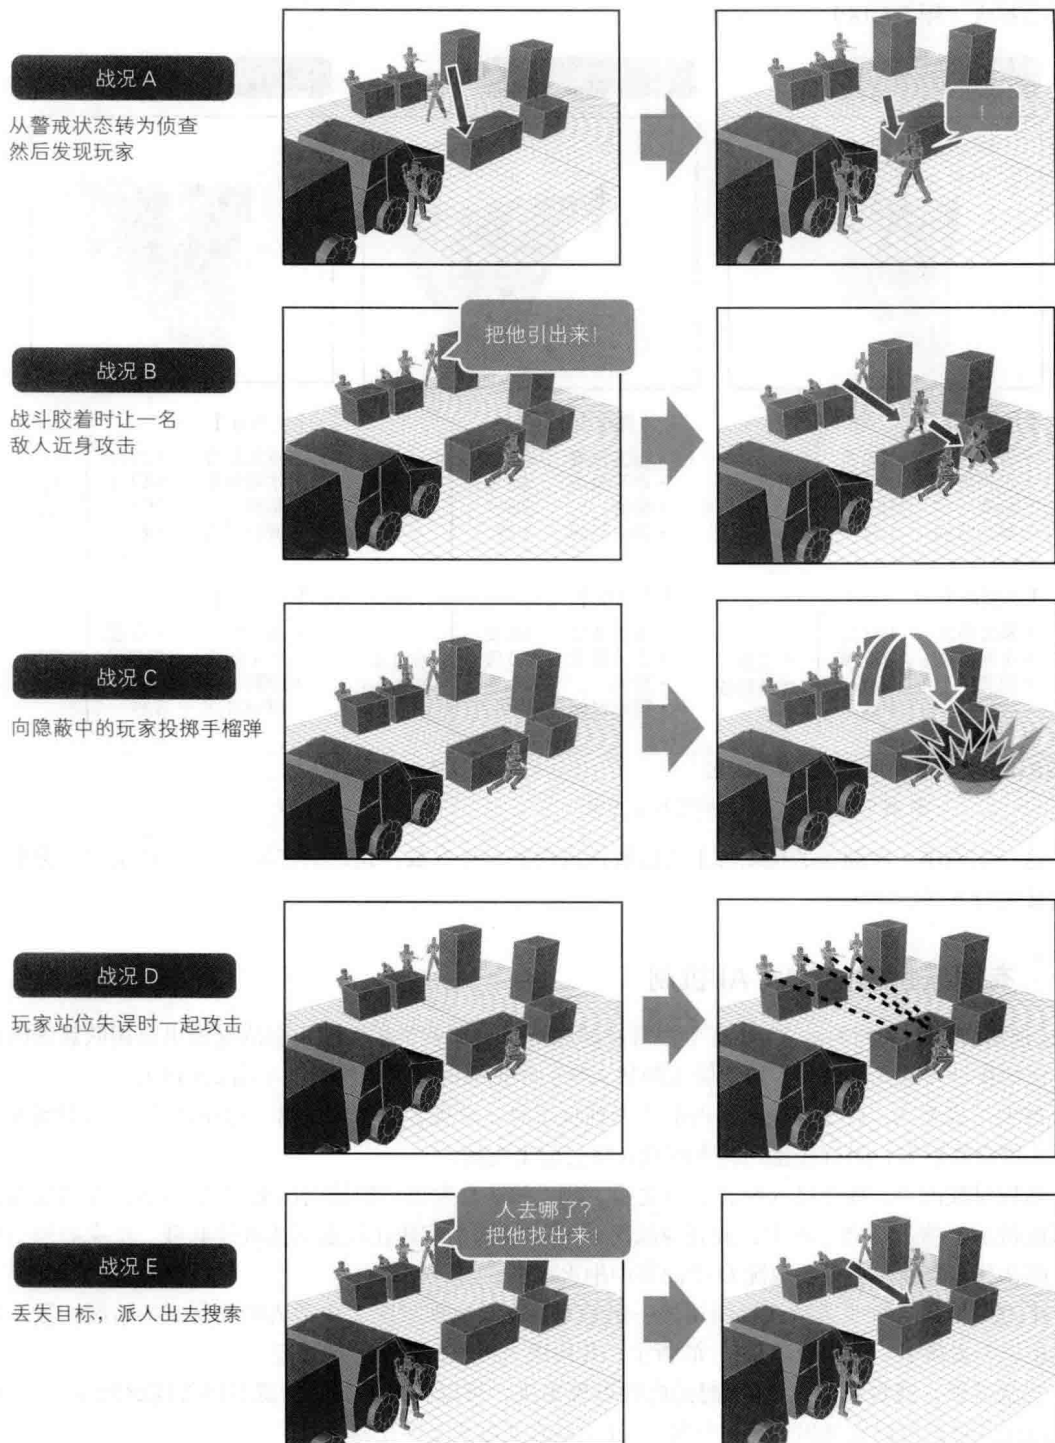 战况 A
从警戒状态转为侦查
然后发现玩家
!
战况 B
战斗胶着时让一名
敌人近身攻击
把他引出来!
战况 C
向隐蔽中的玩家投掷手榴弹
战况 D
玩家站位失误时一起攻击
战况 E
丢失目标，派人出去搜索
人去哪了?
把他找出来!